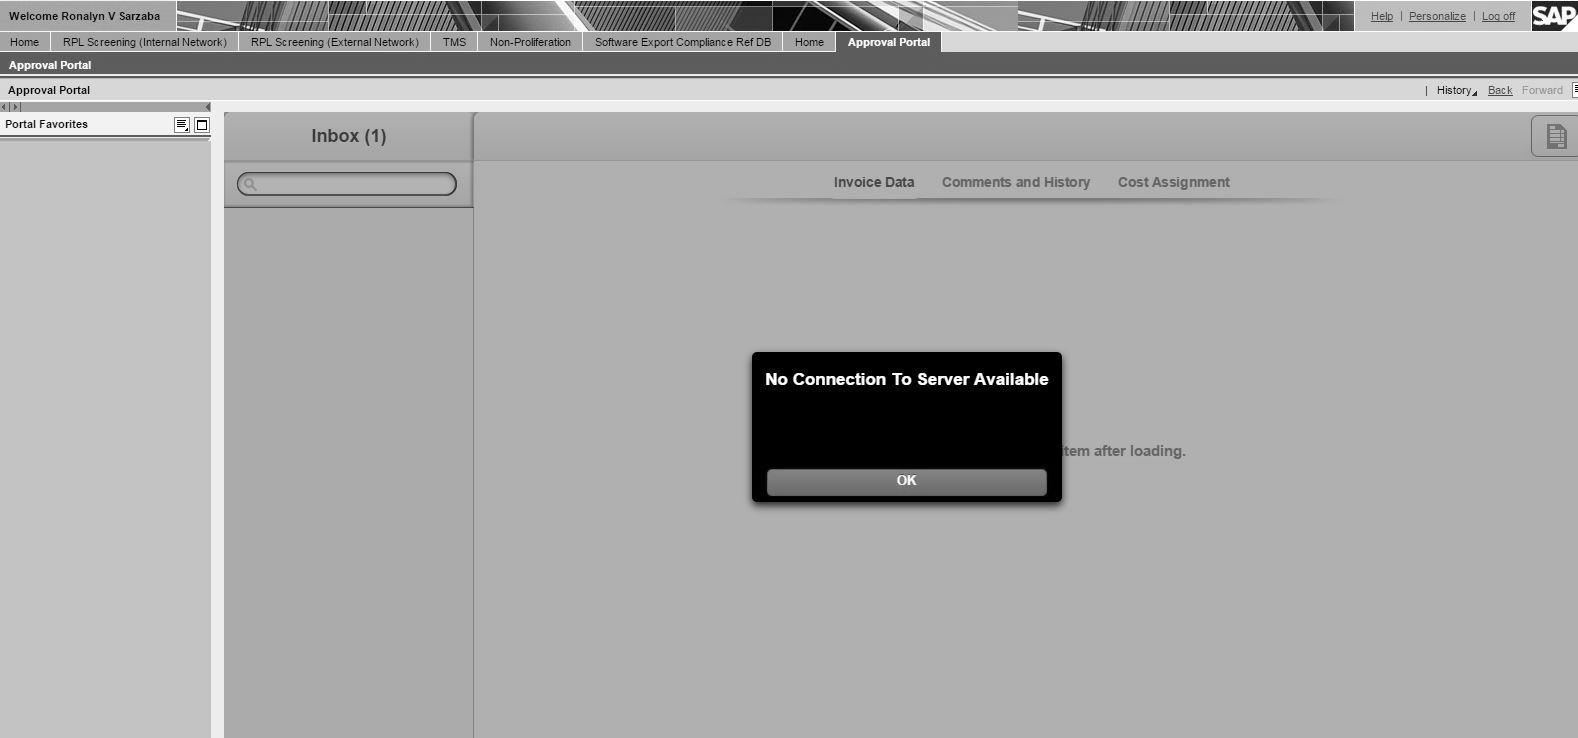 Welcome Ronalyn V Sarzaba
Help | Personalize | Log off
SAP
Home RPL Screening (Internal Network) RPL Screening (External Network) TMS Non-Proliferation Software Export Compliance Ref DB Home Approval Portal
Approval Portal
Approval Portal
| History Back Forward
Portal Favorites
Inbox (1)
Invoice Data Comments and History Cost Assignment
No Connection To Server Available
item after loading.
OK